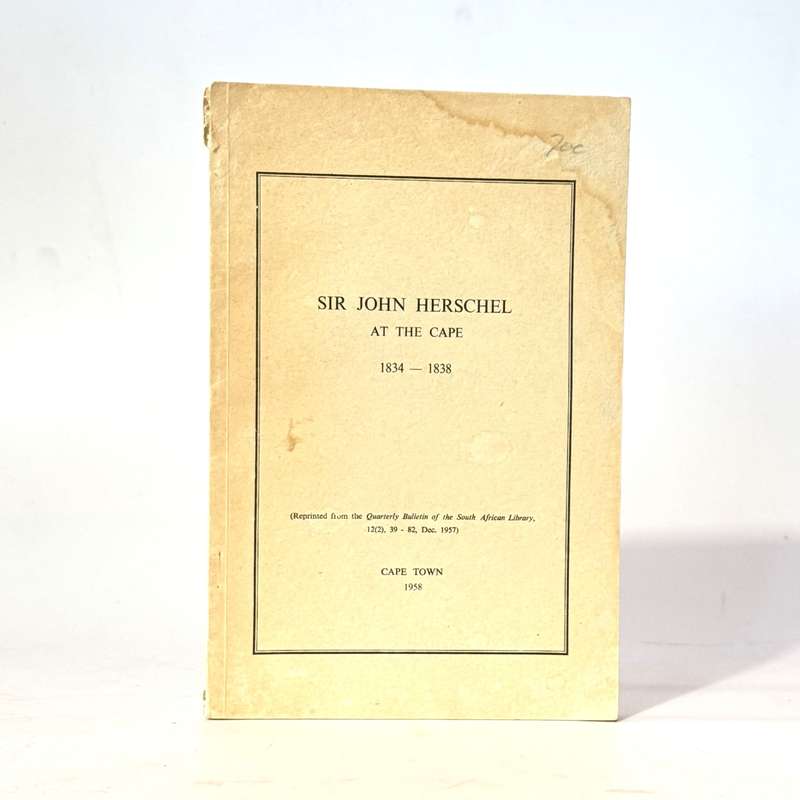 70c
SIR JOHN HERSCHEL
AT THE CAPE
1834 — 1838
(Reprinted from the Quarterly Bulletin of the South African Library,
12(2), 39 - 82, Dec. 1957)
CAPE TOWN
1958